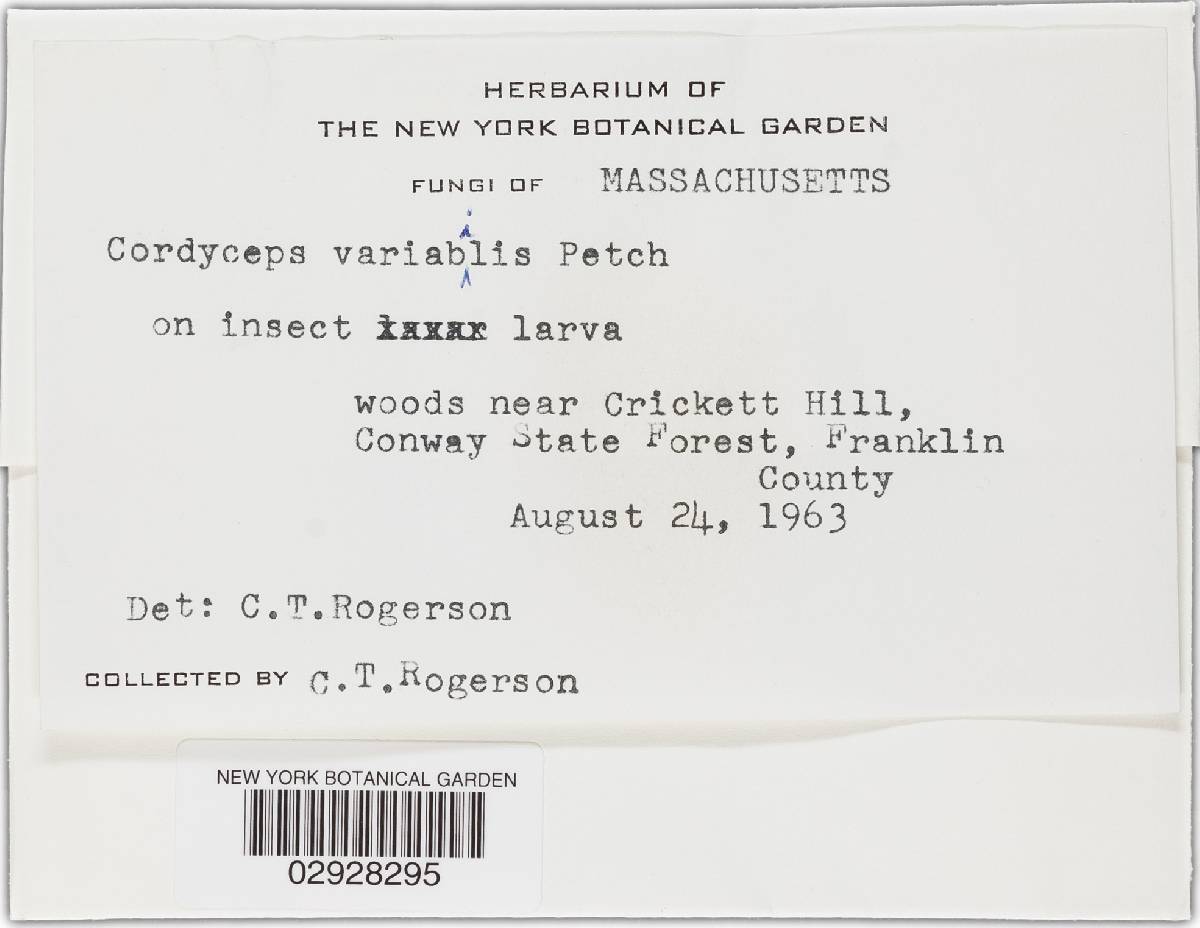 HERBARIUM OF
THE NEW YORK BOTANICAL GARDEN
FUNGI OF MASSACHUSETTS
Cordyceps variabilis Petch
on insect larva
woods near Crickett Hill,
Conway State Forest, Franklin
County
August 24, 1963
Det: C.T.Rogerson
COLLECTED BY C.T.Rogerson
NEW YORK BOTANICAL GARDEN
02928295